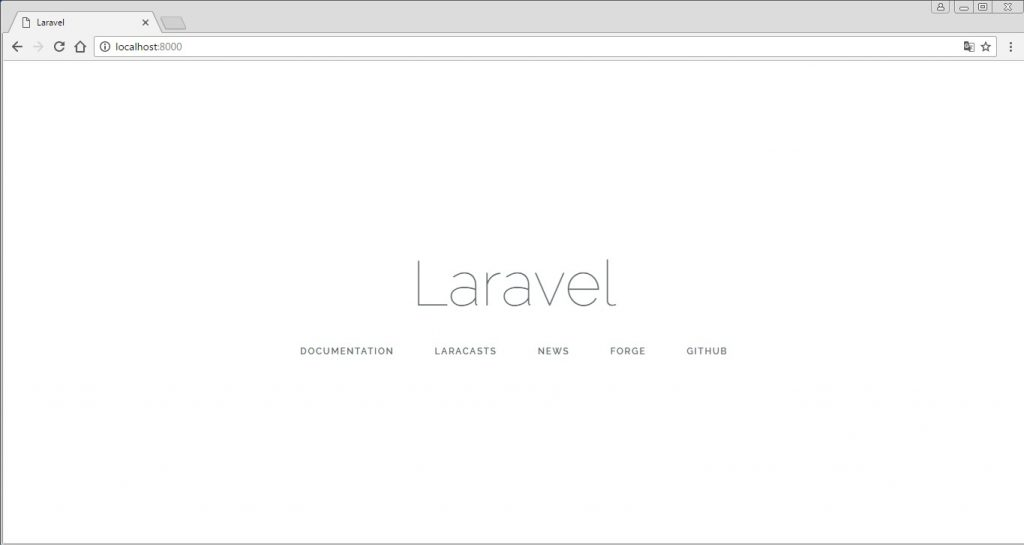 Laravel
localhost:8000
Laravel
DOCUMENTATION LARACASTS NEWS FORGE GITHUB